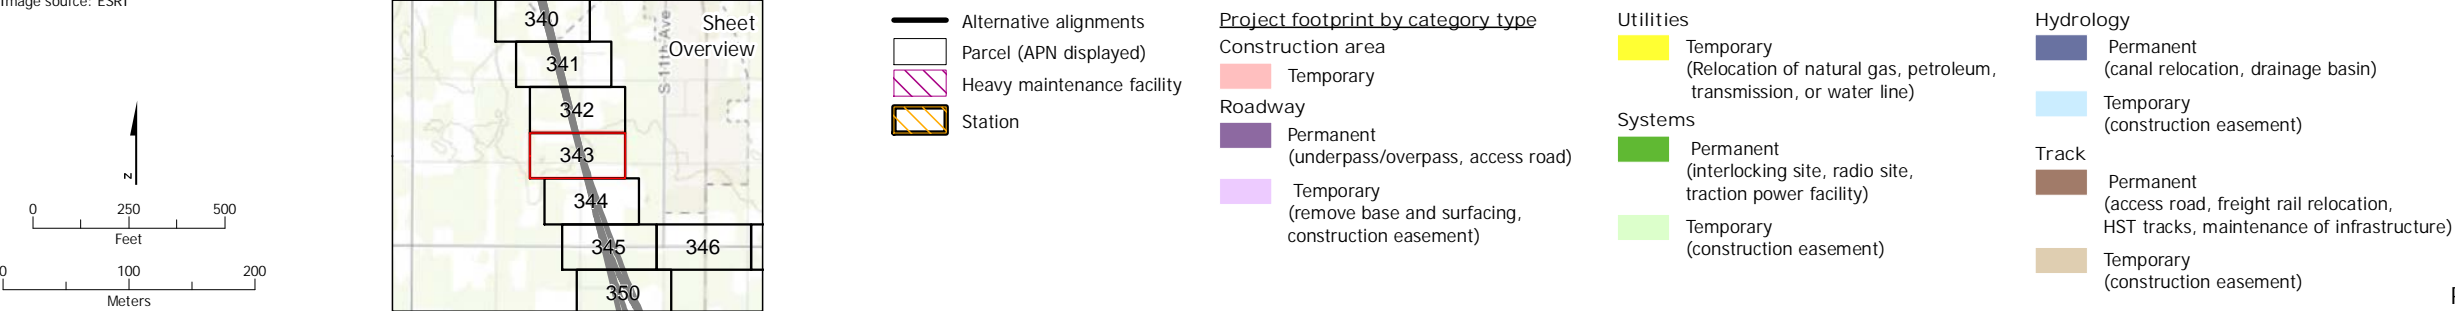 Image source: ESRI
N
0 250 500
Feet
0 100 200
Meters
Sheet
Overview
S 11th Ave
340
341
342
343
344
345 346
350
Alternative alignments
Parcel (APN displayed)
Heavy maintenance facility
Station
Project footprint by category type
Construction area
Temporary
Roadway
Permanent
(underpass/overpass, access road)
Temporary
(remove base and surfacing,
construction easement)
Utilities
Temporary
(Relocation of natural gas, petroleum,
transmission, or water line)
Systems
Permanent
(interlocking site, radio site,
traction power facility)
Temporary
(construction easement)
Hydrology
Permanent
(canal relocation, drainage basin)
Temporary
(construction easement)
Track
Permanent
(access road, freight rail relocation,
HST tracks, maintenance of infrastructure)
Temporary
(construction easement)